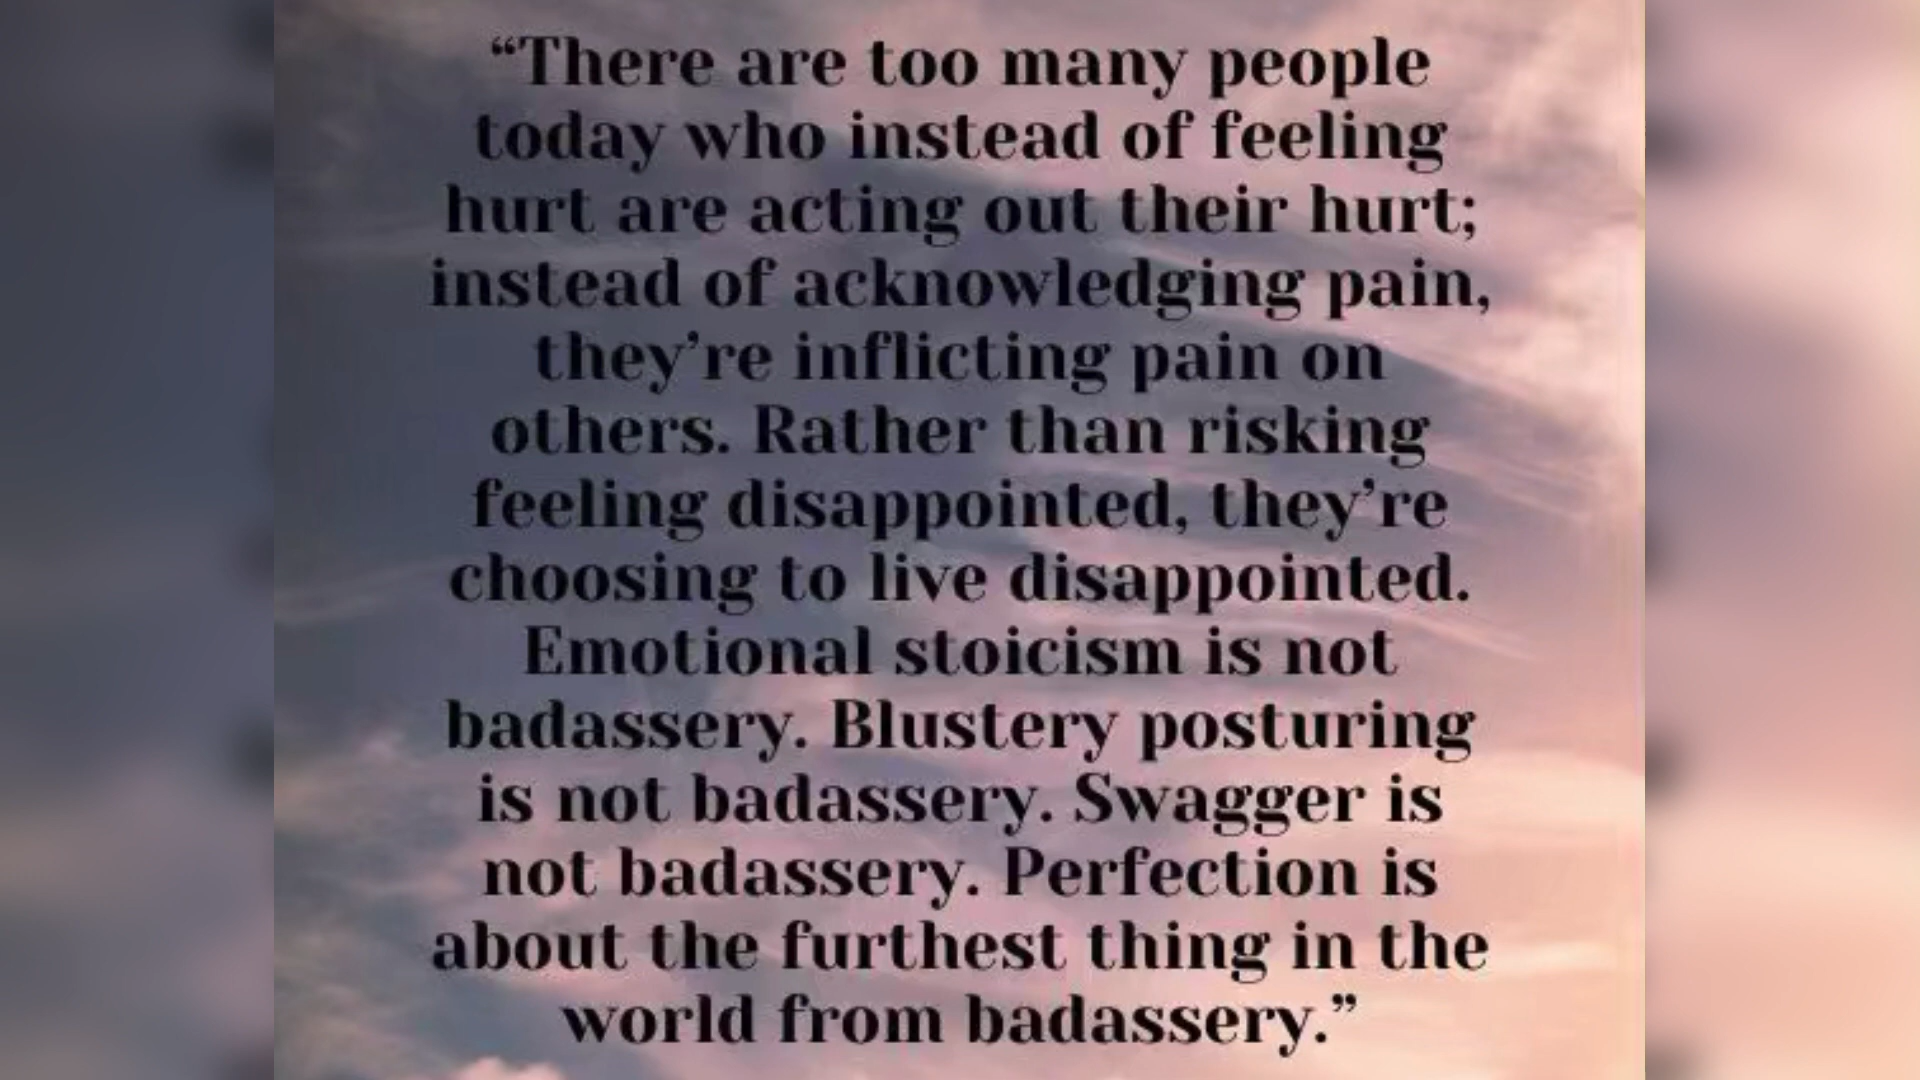 “There are too many people
today who instead of feeling
hurt are acting out their hurt;
instead of acknowledging pain,
they’re inflicting pain on
others. Rather than risking
feeling disappointed, they’re
choosing to live disappointed.
Emotional stoicism is not
badassery. Blustery posturing
is not badassery. Swagger is
not badassery. Perfection is
about the furthest thing in the
world from badassery.”